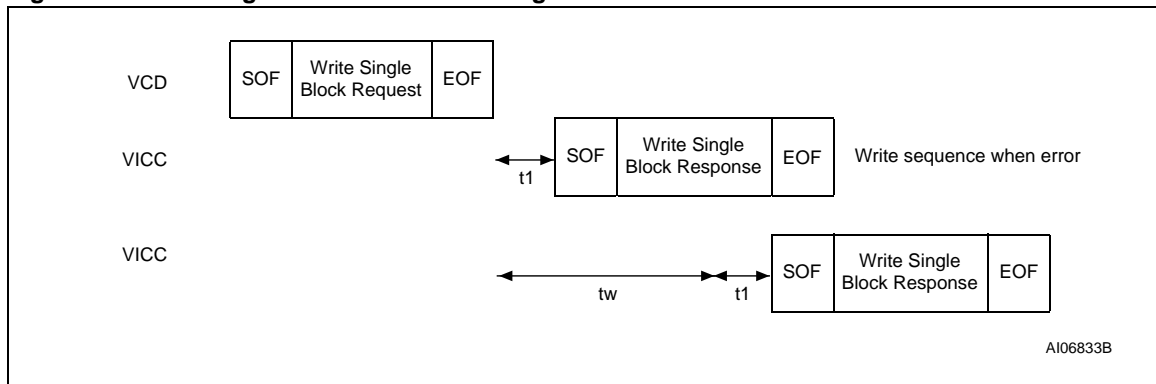 VCD
SOF
Write Single
Block Request
EOF
VICC
t1
SOF
Write Single
Block Response
EOF
Write sequence when error
VICC
tw
t1
SOF
Write Single
Block Response
EOF
AI06833B